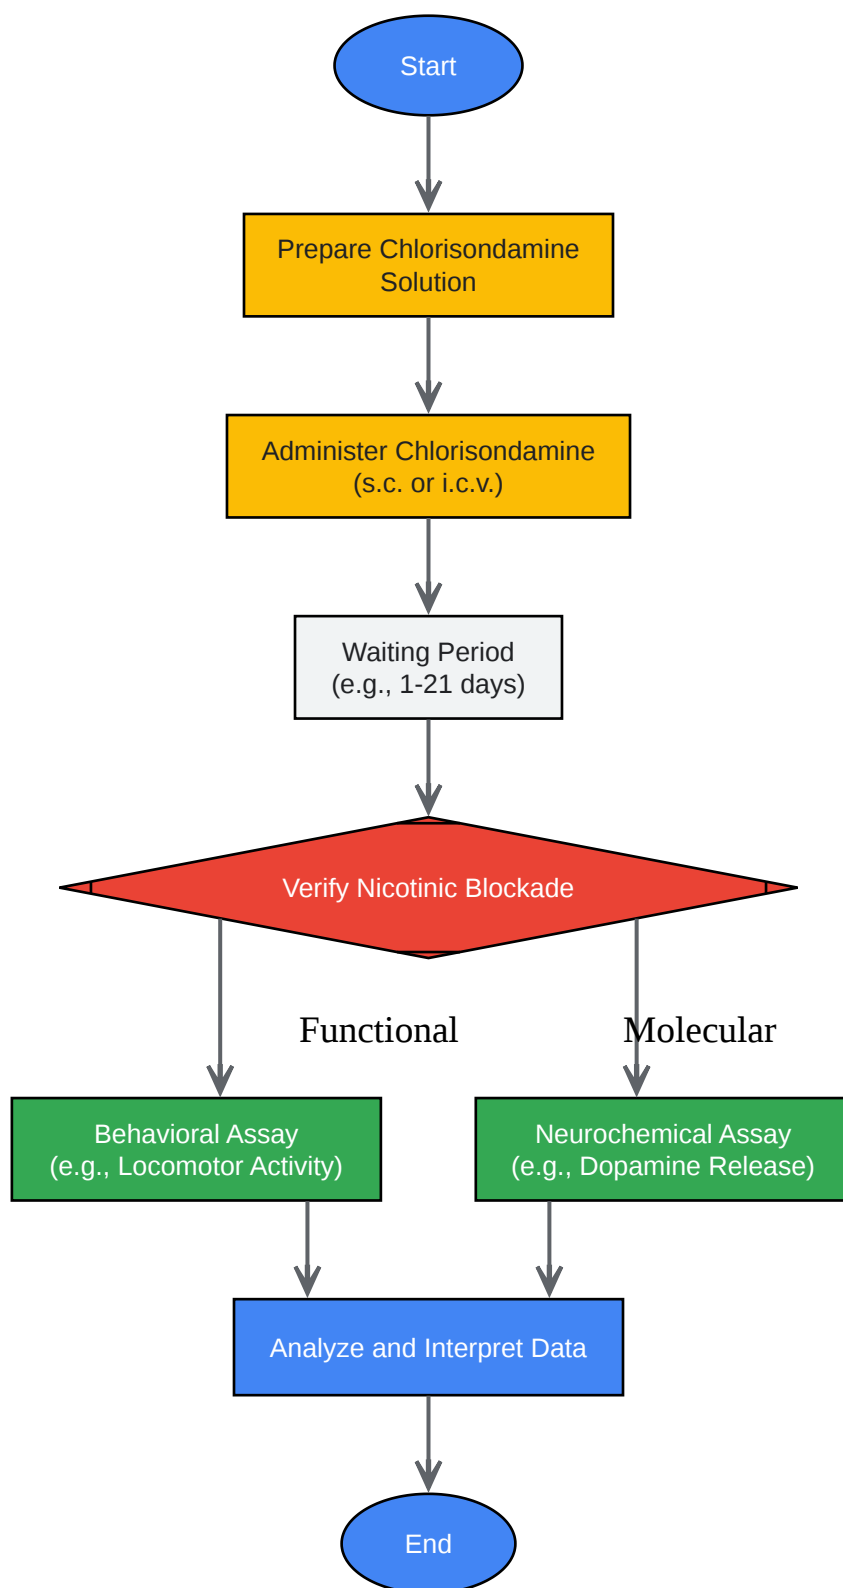 Start
Prepare Chlorisondamine
Solution
Administer Chlorisondamine
(s.c. or i.c.v.)
Waiting Period
(e.g., 1-21 days)
Verify Nicotinic Blockade
Functional
Molecular
Behavioral Assay
(e.g., Locomotor Activity)
Neurochemical Assay
(e.g., Dopamine Release)
Analyze and Interpret Data
End